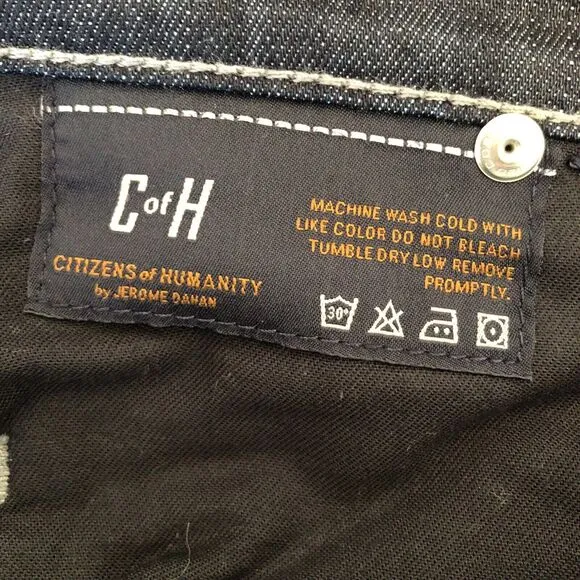 C of H
CITIZENS of HUMANITY
by JEROME DAHAN
MACHINE WASH COLD WITH
LIKE COLOR DO NOT BLEACH
TUMBLE DRY LOW REMOVE
PROMPTLY.
30°